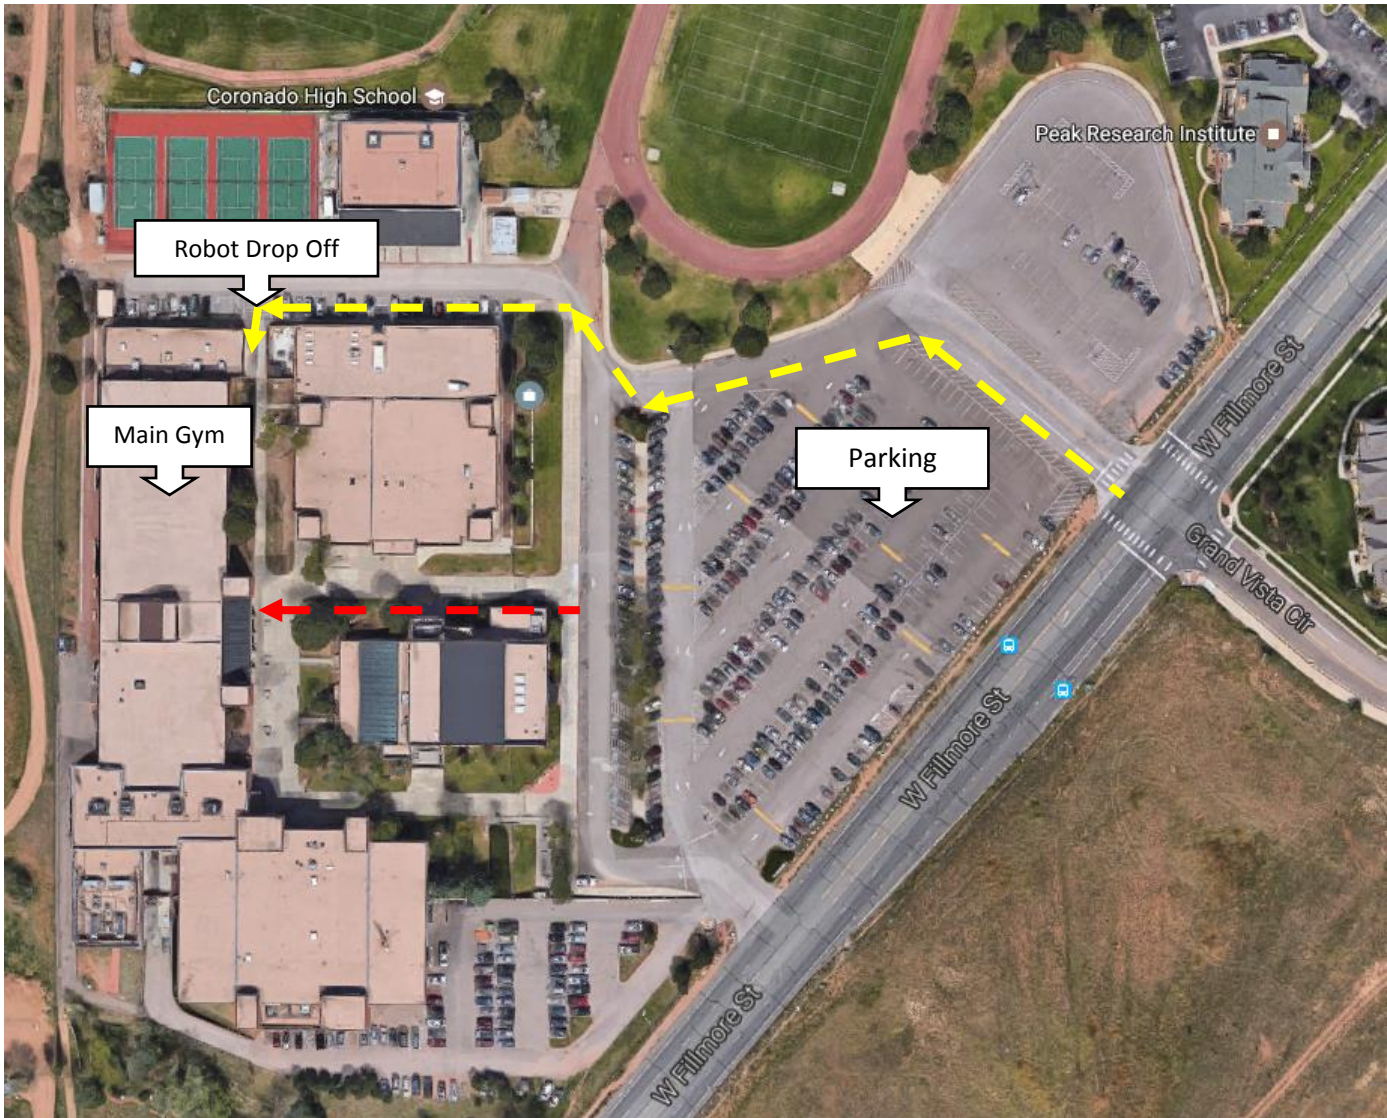 Coronado High School
Peak Research Institute
Robot Drop Off
W Fillmore St
Main Gym
Parking
Grand Vista Cir
W Fillmore St
W Fillmore St